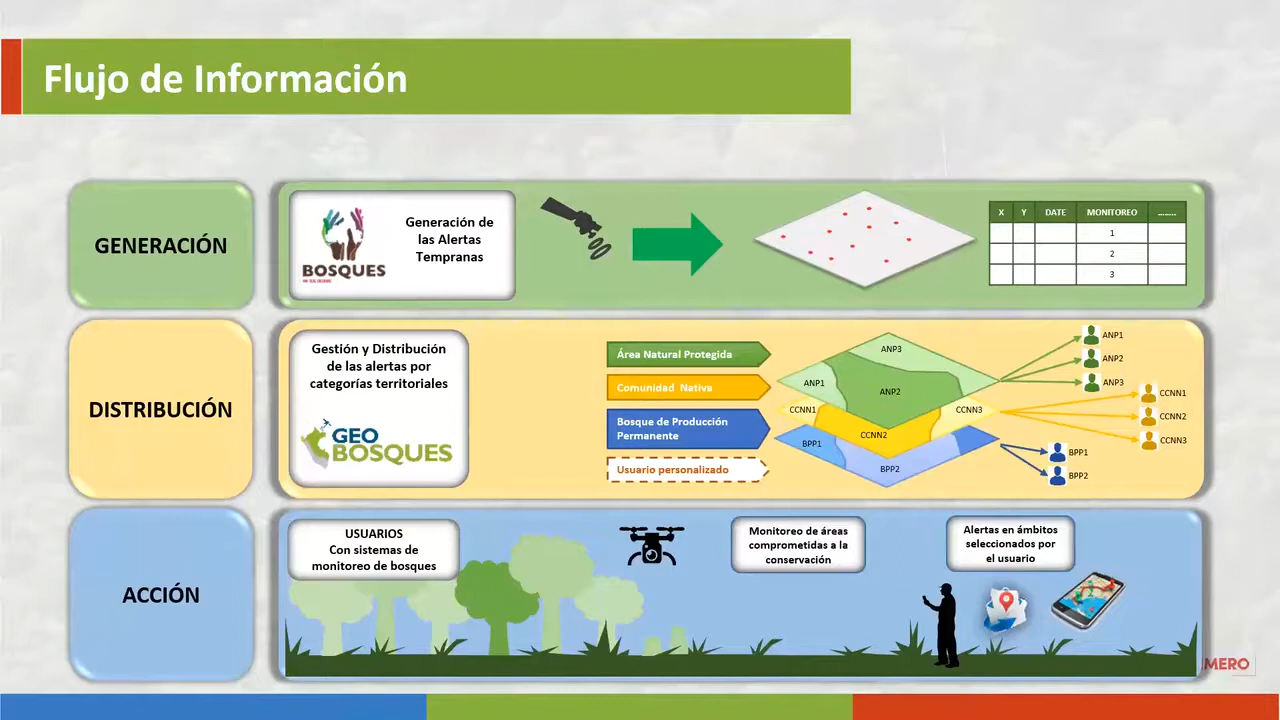 Flujo de Información
GENERACIÓN
BOSQUES
Generación de
las Alertas
Tempranas
X Y DATE MONITOREO ........
1
2
3
DISTRIBUCIÓN
Gestión y Distribución
de las alertas por
categorías territoriales
GEO
BOSQUES
Área Natural Protegida
Comunidad Nativa
Bosque de Producción
Permanente
Usuario personalizado
ANP3
ANP1
ANP2
CCNN1
CCNN3
CCNN2
BPP1
BPP2
ANP1
ANP2
ANP3
CCNN1
CCNN2
CCNN3
BPP1
BPP2
ACCIÓN
USUARIOS
Con sistemas de
monitoreo de bosques
Monitoreo de áreas
comprometidas a la
conservación
Alertas en ámbitos
seleccionados por
el usuario
MERO